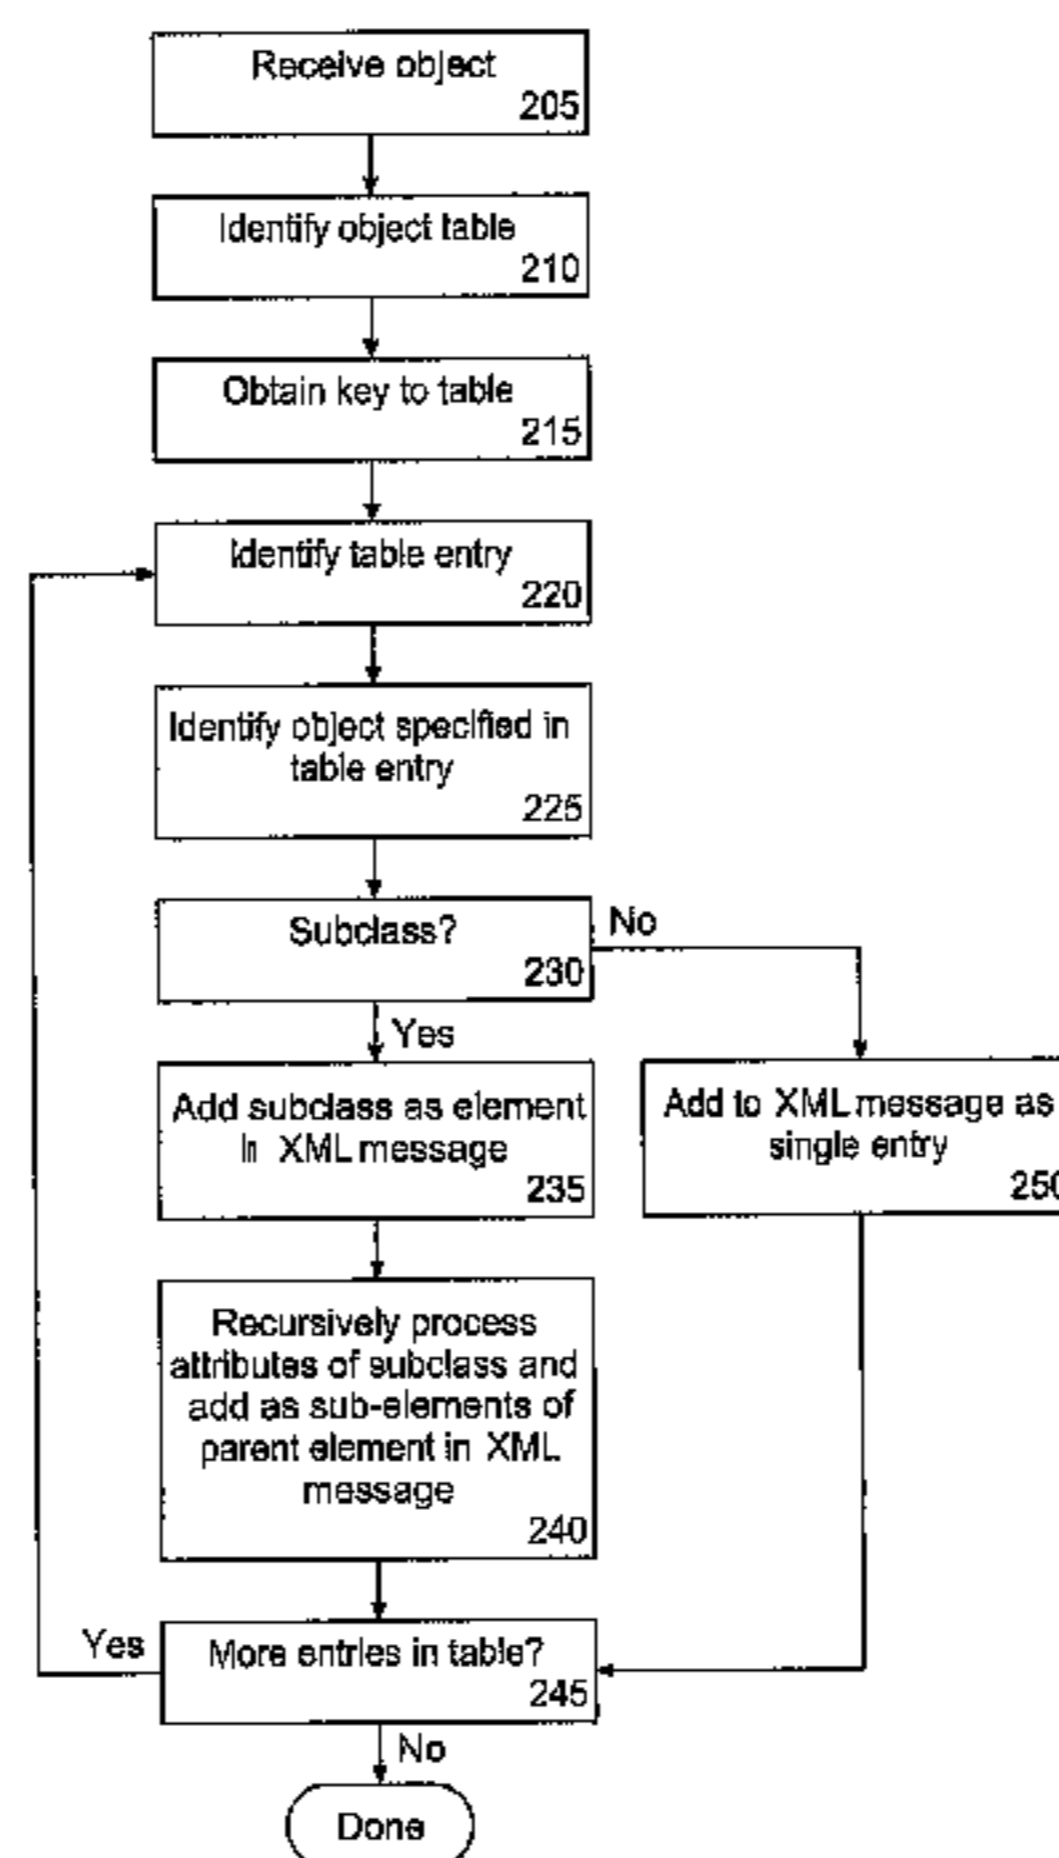 Receive object
205
Identify object table
210
Obtain key to table
215
Identify table entry
220
Identify object specified in
table entry
225
Subclass?
230
No
Yes
Add subclass as element
in XML message
235
Add to XML message as
single entry
250
Recursively process
attributes of subclass and
add as sub-elements of
parent element in XML
message
240
Yes
More entries in table?
245
No
Done